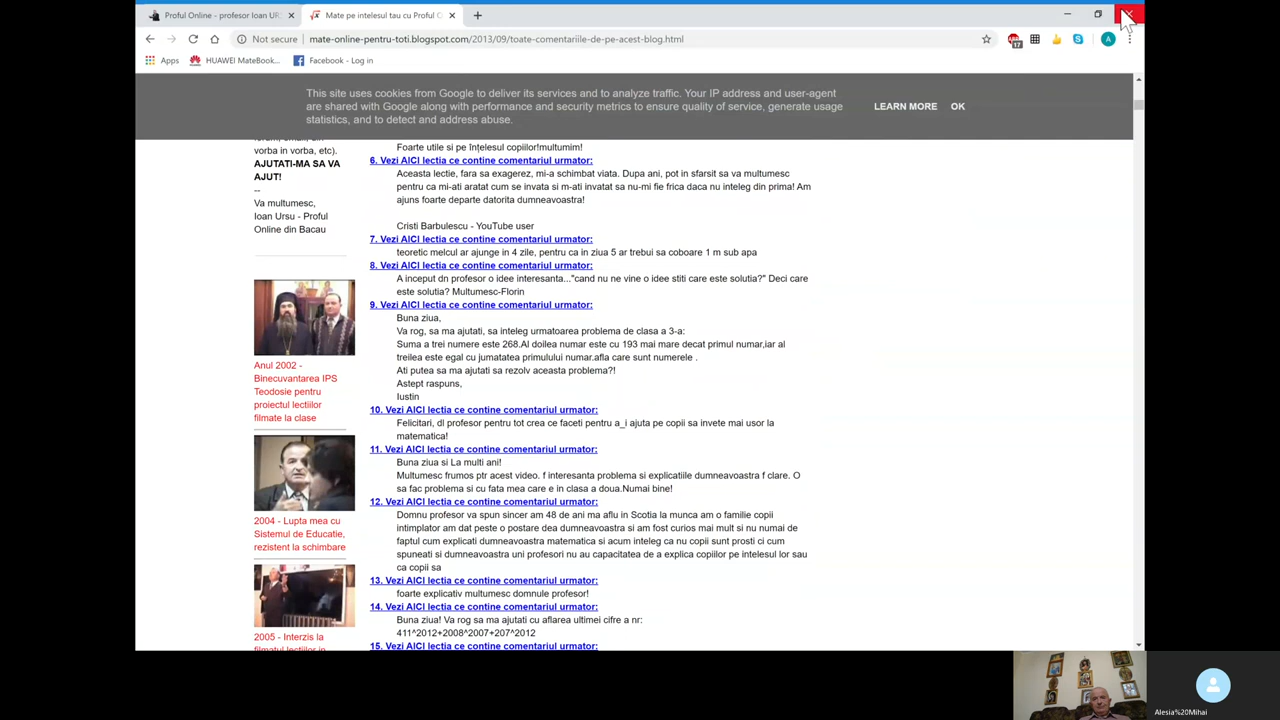 Proful Online - profesor Ioan UR
Mate pe intelesul tau cu Proful O
Not secure
mate-online-pentru-toti.blogspot.com/2013/09/toate-comentariile-de-pe-acest-blog.html
17
A
Apps
HUAWEI MateBook...
Facebook - Log in
This site uses cookies from Google to deliver its services and to analyze traffic. Your IP address and user-agent
are shared with Google along with performance and security metrics to ensure quality of service, generate usage
statistics, and to detect and address abuse.
LEARN MORE
OK
vorba in vorba, etc).
AJUTATI-MA SA VA
AJUT!
--
Va multumesc,
Ioan Ursu - Proful
Online din Bacau
Anul 2002 -
Binecuvantarea IPS
Teodosie pentru
proiectul lectiilor
filmate la clase
2004 - Lupta mea cu
Sistemul de Educatie,
rezistent la schimbare
2005 - Interzis la
filmatul lectiilor in
Foarte utile si pe înțelesul copiilor!multumim!
6. Vezi AICI lectia ce contine comentariul urmator:
Aceasta lectie, fara sa exagerez, mi-a schimbat viata. Dupa ani, pot in sfarsit sa va multumesc
pentru ca mi-ati aratat cum se invata si m-ati invatat sa nu-mi fie frica daca nu inteleg din prima! Am
ajuns foarte departe datorita dumneavoastra!
Cristi Barbulescu - YouTube user
7. Vezi AICI lectia ce contine comentariul urmator:
teoretic melcul ar ajunge in 4 zile, pentru ca in ziua 5 ar trebui sa coboare 1 m sub apa
8. Vezi AICI lectia ce contine comentariul urmator:
A inceput dn profesor o idee interesanta..."cand nu ne vine o idee stiti care este solutia?" Deci care
este solutia? Multumesc-Florin
9. Vezi AICI lectia ce contine comentariul urmator:
Buna ziua,
Va rog, sa ma ajutati, sa inteleg urmatoarea problema de clasa a 3-a:
Suma a trei numere este 268.Al doilea numar este cu 193 mai mare decat primul numar,iar al
treilea este egal cu jumatatea primulului numar.afla care sunt numerele .
Ati putea sa ma ajutati sa rezolv aceasta problema?!
Astept raspuns,
Iustin
10. Vezi AICI lectia ce contine comentariul urmator:
Felicitari, dl profesor pentru tot crea ce faceti pentru a_i ajuta pe copii sa invete mai usor la
matematica!
11. Vezi AICI lectia ce contine comentariul urmator:
Buna ziua si La multi ani!
Multumesc frumos ptr acest video. f interesanta problema si explicatiile dumneavoastra f clare. O
sa fac problema si cu fata mea care e in clasa a doua.Numai bine!
12. Vezi AICI lectia ce contine comentariul urmator:
Domnu profesor va spun sincer am 48 de ani ma aflu in Scotia la munca am o familie copii
intimplator am dat peste o postare dea dumneavoastra si am fost curios mai mult si nu numai de
faptul cum explicati dumneavoastra matematica si acum inteleg ca nu copii sunt prosti ci cum
spuneati si dumneavoastra uni profesori nu au capacitatea de a explica copiilor pe intelesul lor sau
ca copii sa
13. Vezi AICI lectia ce contine comentariul urmator:
foarte explicativ multumesc domnule profesor!
14. Vezi AICI lectia ce contine comentariul urmator:
Buna ziua! Va rog sa ma ajutati cu aflarea ultimei cifre a nr:
411^2012+2008^2007+207^2012
15. Vezi AICI lectia ce contine comentariul urmator:
Alesia%20Mihai